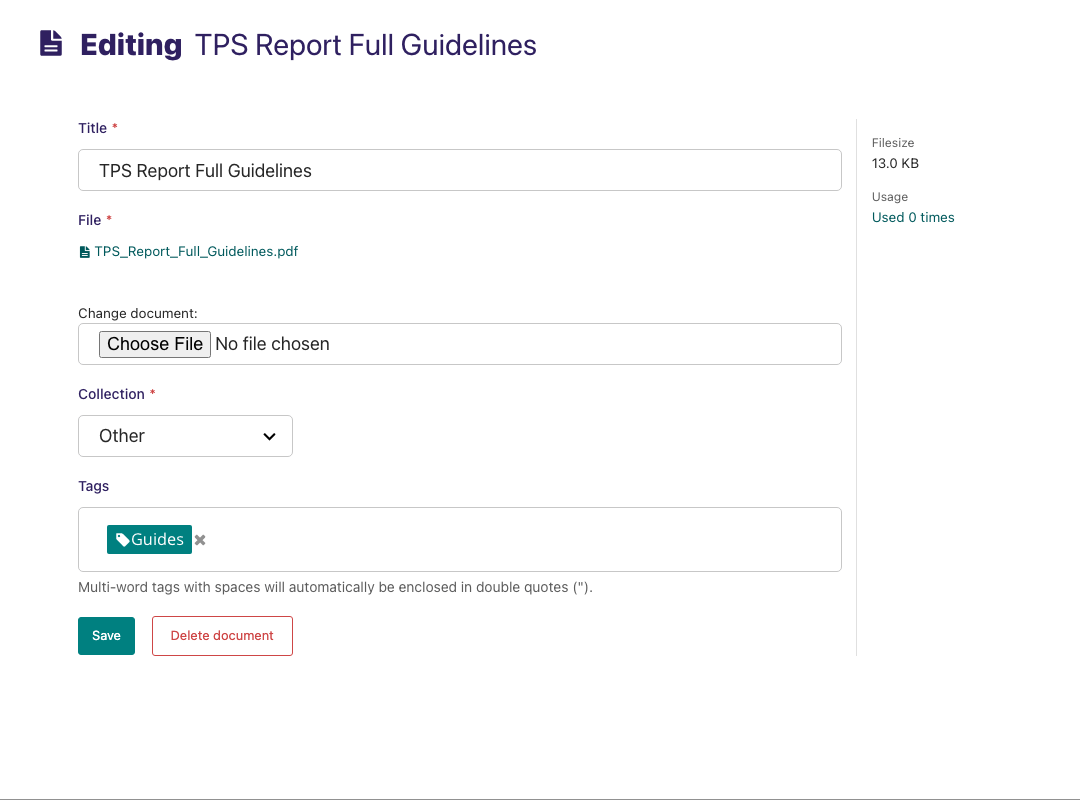 Editing TPS Report Full Guidelines
Title *
TPS Report Full Guidelines
File *
TPS_Report_Full_Guidelines.pdf
Change document:
Choose File No file chosen
Collection *
Other
Tags
Guides
Multi-word tags with spaces will automatically be enclosed in double quotes (").
Save Delete document
Filesize
13.0 KB
Usage
Used 0 times